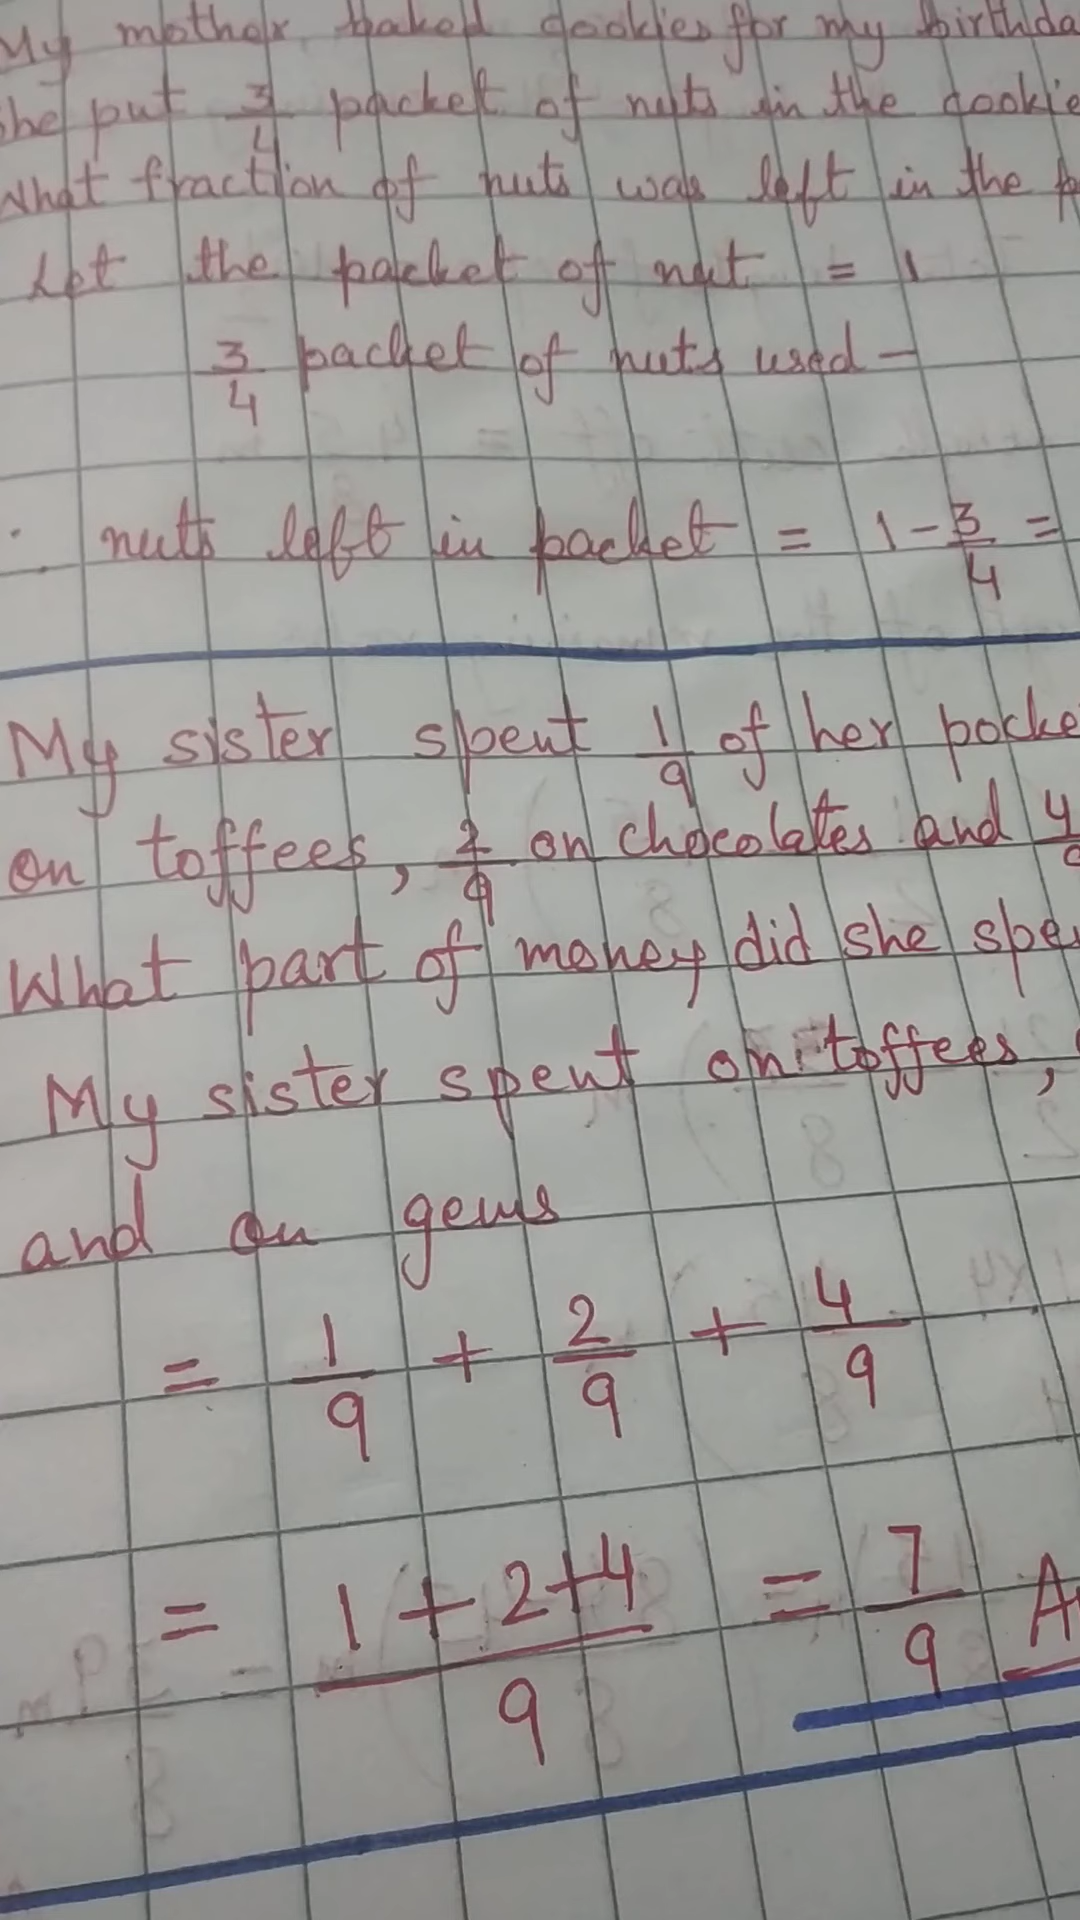 My mother baked cookies for my birthda
She put 3/4 packet of nuts in the cookie
What fraction of nuts was left in the p
Let the packet of nut = 1
3/4 packet of nuts used -
∴ nuts left in packet = 1 - 3/4 =
My sister spent 1/9 of her pocke
on toffees, 2/9 on chocolates and 4/9
What part of money did she spe
My sister spent on toffees,
and on gems
= 1/9 + 2/9 + 4/9
= 1+2+4/9 = 7/9 A